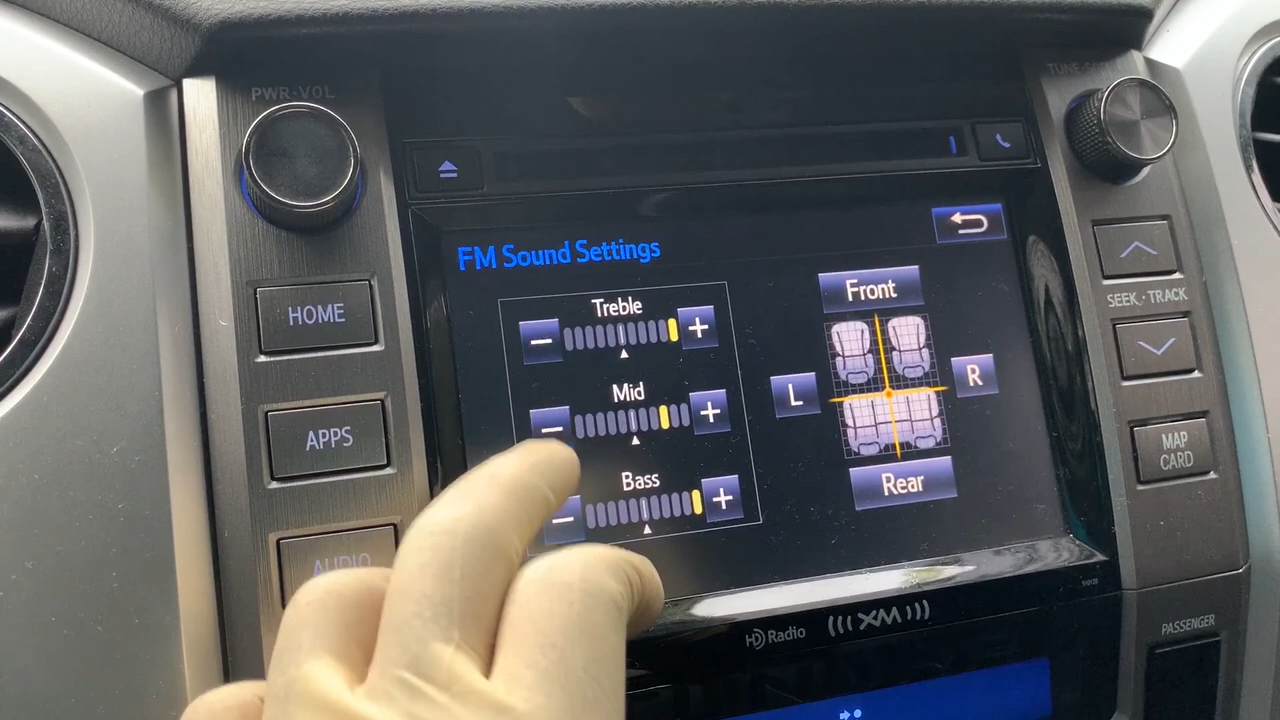 PWR•VOL
HOME
APPS
AUDIO
FM Sound Settings
Treble
− +
Mid
− +
Bass
− +
Front
L
R
Rear
SEEK • TRACK
MAP
CARD
HD Radio
XM
PASSENGER